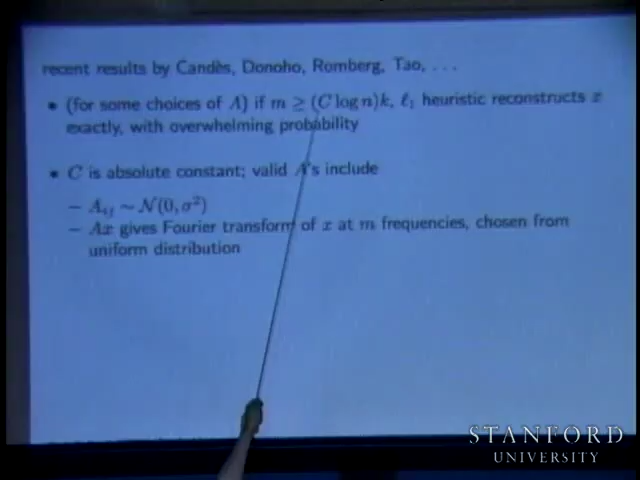 recent results by Candès, Donoho, Romberg, Tao, . . .
• (for some choices of A) if m ≥ (C log n)k, ℓ₁ heuristic reconstructs x
exactly, with overwhelming probability
• C is absolute constant; valid A's include
– Aᵢⱼ ∼ N(0, σ²)
– Ax gives Fourier transform of x at m frequencies, chosen from
uniform distribution
STANFORD
UNIVERSITY